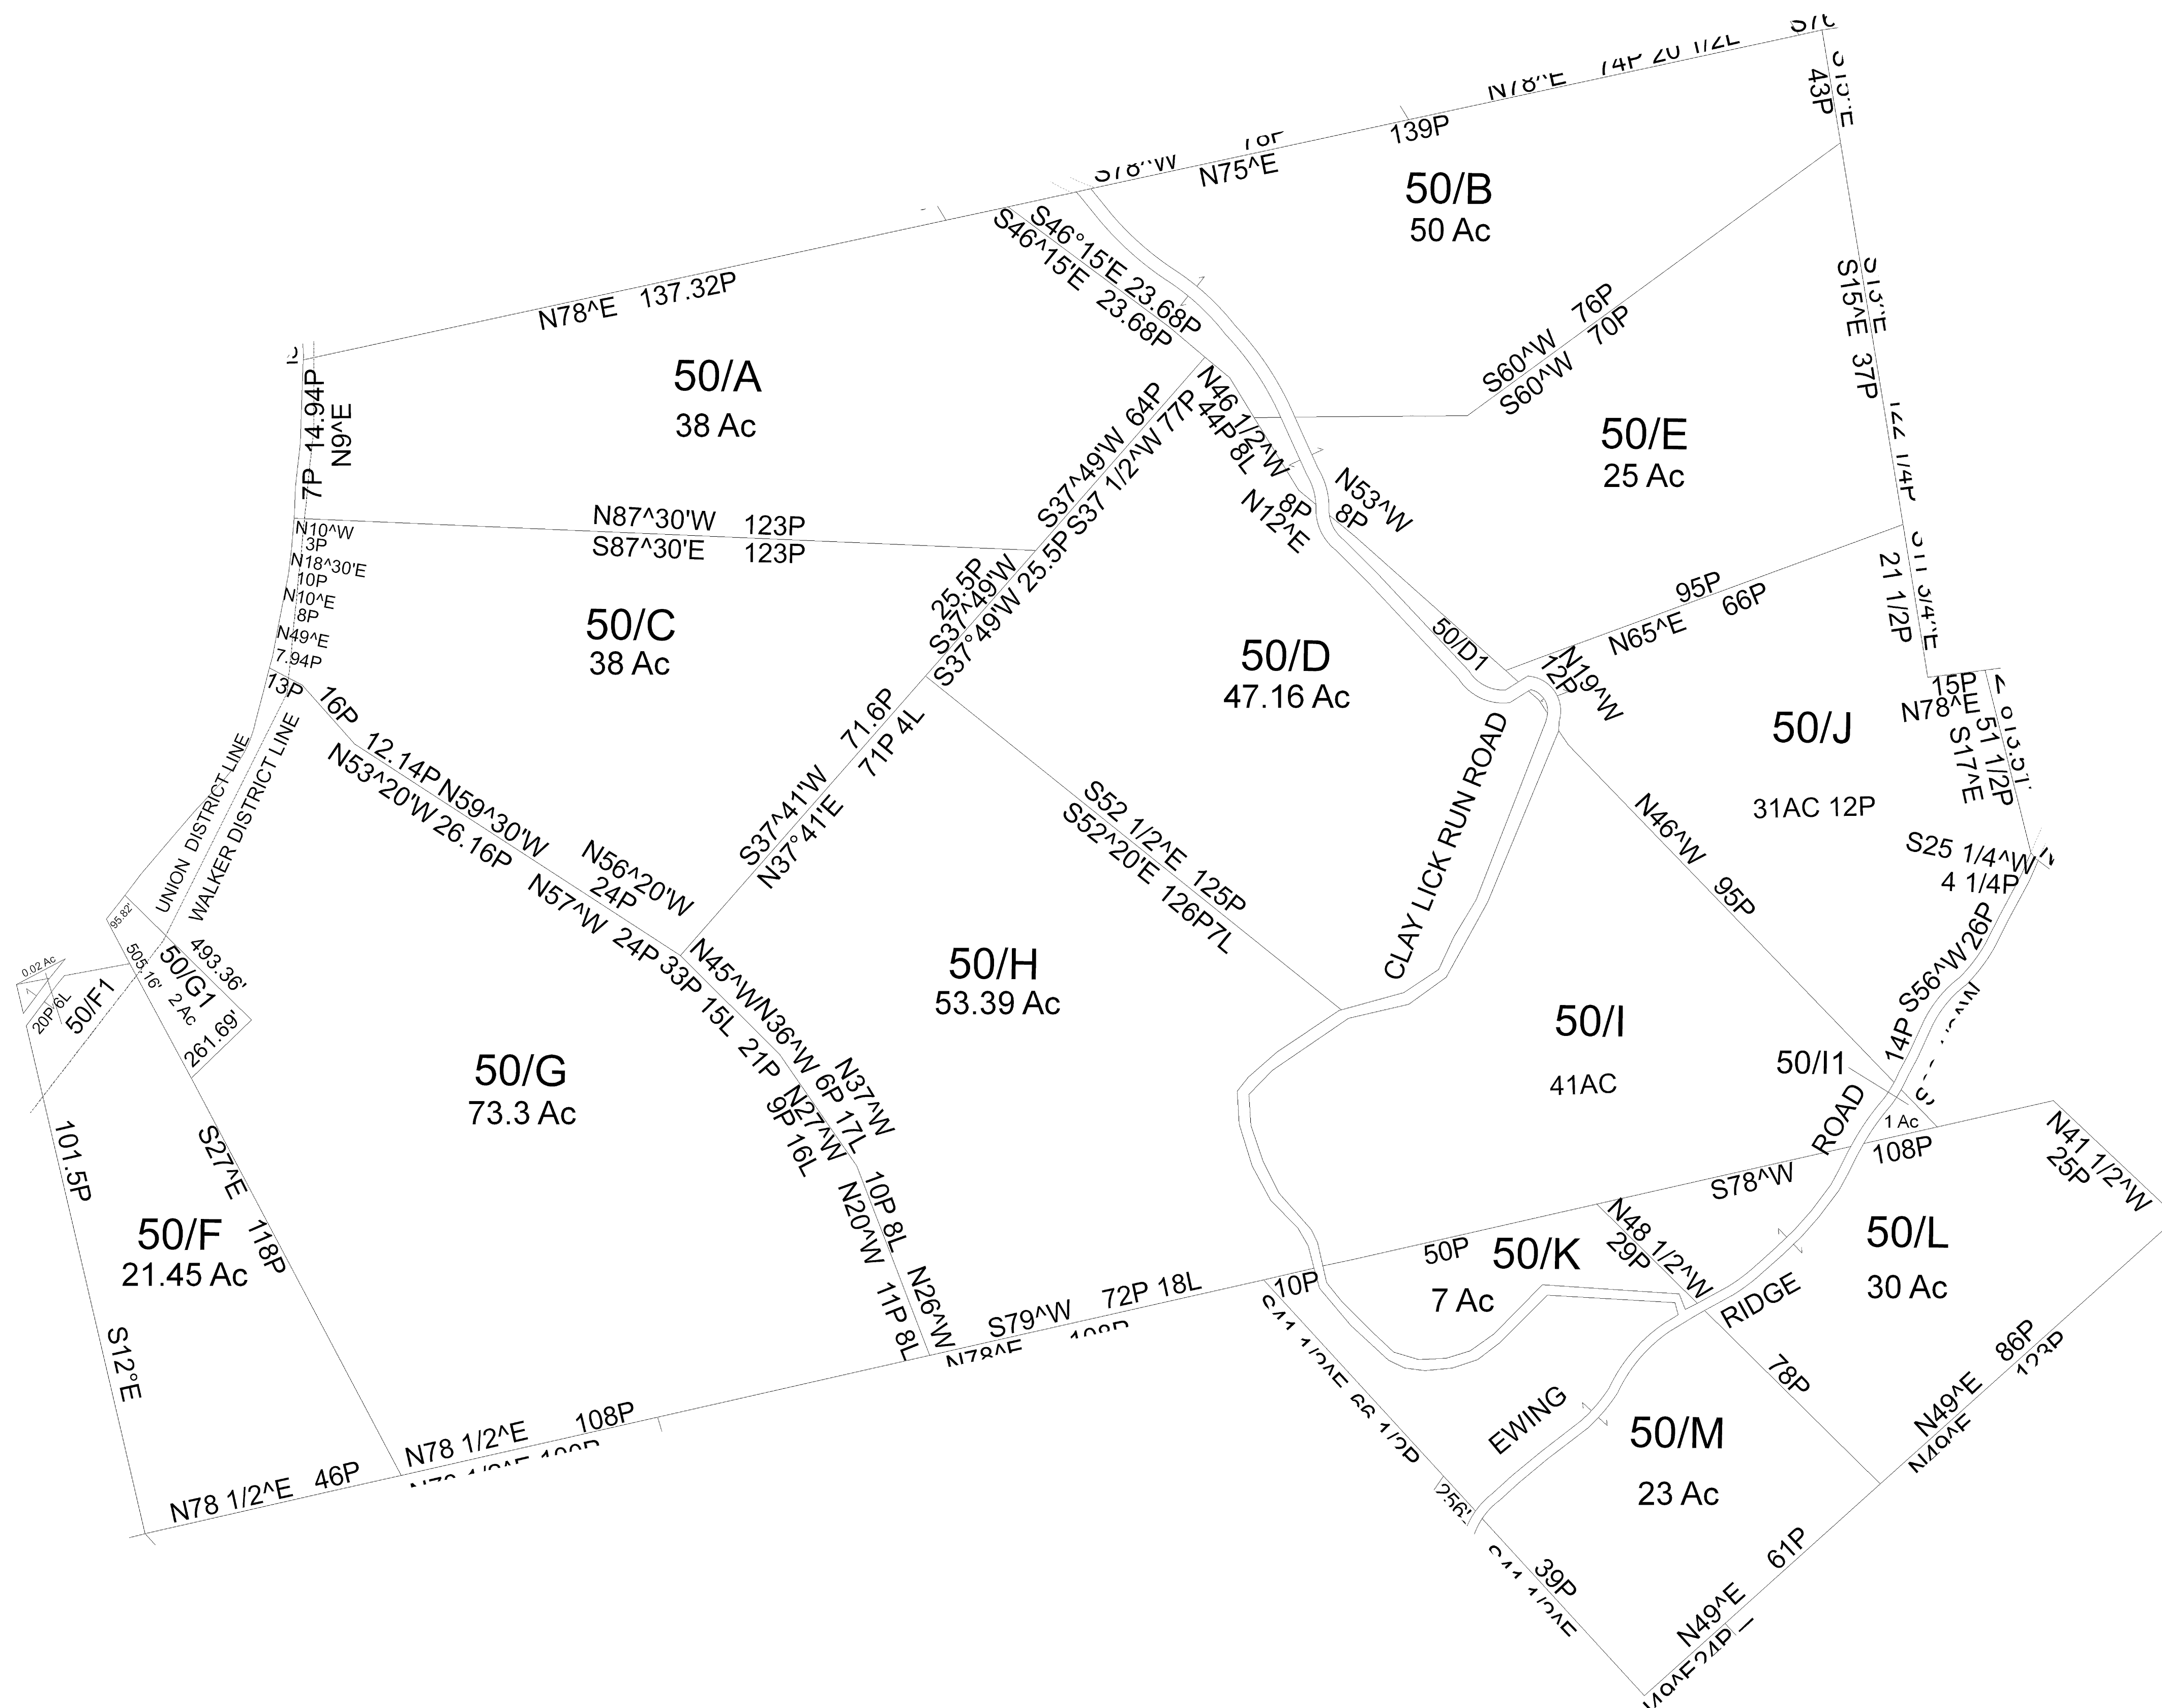 N78^E 74P 20 1/2L
43P
S78^W 78P
139P
N75^E
50/B
50 Ac
S46°15'E 23.68P
S46^15'E 23.68P
N78^E 137.32P
50/A
38 Ac
7P 14.94P
N9^E
S60^W 76P
S60^W 70P
S15^E 37P
S37^49'W 64P
S37 1/2^W 77P
N46 1/2^W
44P 8L
50/E
25 Ac
N53^W
8P
8P
N12^E
N87^30'W 123P
S87^30'E 123P
N10^W
3P
N18^30'E
10P
N10^E
8P
N49^E
7.94P
13P
16P
25.5P
S37^49'W
S37°49'W 25.5P
50/C
38 Ac
50/D
47.16 Ac
50/D1
95P
N65^E 66P
21 1/2P
N19^W
12P
15P
N78^E
S17^E
51 1/2P
50/J
31AC 12P
UNION DISTRICT LINE
WALKER DISTRICT LINE
12.14P
N59^30'W
N53^20'W 26.16P
N56^20'W
24P
N57^W 24P
71.6P
S37^41'W
71P 4L
N37°41'E
S52 1/2^E 125P
S52^20'E 126P7L
CLAY LICK RUN ROAD
N46^W 95P
S25 1/4^W
4 1/4P
S56^W 26P
14P
95.82'
493.36'
505.16'
50/G1
2 Ac
261.69'
0.02 Ac
20P 6L
50/F1
N45^W
33P 15L
N36^W
21P
6P 17L
N37^W
N27^W
9P 16L
50/H
53.39 Ac
50/I
41AC
50/I1
1 Ac
50/G
73.3 Ac
101.5P
S12°E
50/F
21.45 Ac
S27^E 118P
10P 8L
N20^W
N26^W
11P 8L
S79^W 72P 18L
N78^E
10P
50P
50/K
7 Ac
N48 1/2^W
29P
S78^W
108P
N41 1/2^W
25P
50/L
30 Ac
EWING RIDGE ROAD
78P
N49^E 86P
123P
N49^E
66 1/2P
50/M
23 Ac
256'
39P
N49^E 61P
N78 1/2^E 46P
N78 1/2^E 108P